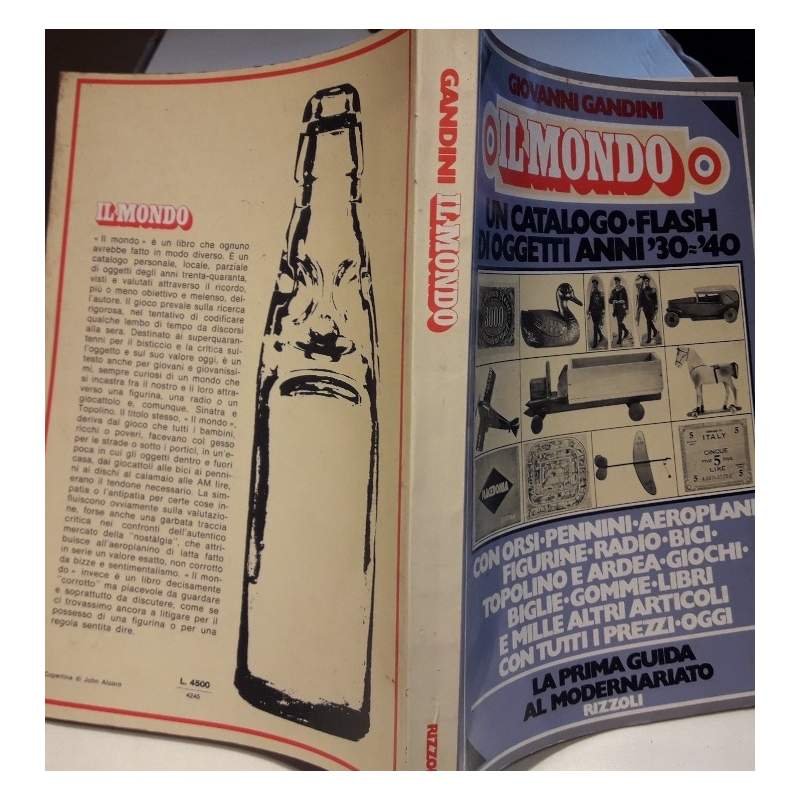 IL MONDO
« Il mondo » è un libro che ognuno
avrebbe fatto in modo diverso. È un
catalogo personale, locale, parziale
di oggetti degli anni trenta-quaranta,
visti e valutati attraverso il ricordo,
più o meno obiettivo e melenso, del-
l'autore. Il gioco prevale sulla ricerca
rigorosa, nel tentativo di codificare
qualche lembo di tempo da discorsi
alla sera. Destinato ai superquaran-
tenni per il bisticcio e la critica sul-
l'oggetto e sul suo valore oggi, è un
testo anche per giovani e giovanissi-
mi, sempre curiosi di un mondo che
si incastra fra il nostro e il loro attra-
verso una figurina, una radio o un
giocattolo e, comunque, Sinatra e
Topolino. Il titolo stesso, « Il mondo »,
deriva dal gioco che tutti i bambini,
ricchi o poveri, facevano col gesso
per le strade o sotto i portici, in un'e-
poca in cui gli oggetti dentro e fuori
casa, dai giocattoli alle bici ai penni-
ni ai dischi al calamaio alle AM lire,
erano il tendone necessario. La sim-
patia o l'antipatia per certe cose in-
fluiscono ovviamente sulla valutazio-
ne, forse anche una garbata traccia
critica nei confronti dell'autentico
mercato della "nostàlgia", che attri-
buisce all'aeroplanino di latta fatto
in serie un valore esatto, non corrotto
da bizze e sentimentalismo. « Il mon-
do » invece è un libro decisamente
"corrotto" ma piacevole da guardare
e soprattutto da discutere, come se
ci trovassimo ancora a litigare per il
possesso di una figurina o per una
regola sentita dire.
Copertina di John Alcorn
L. 4500
4245
GANDINI IL MONDO
RIZZOLI
GIOVANNI GANDINI
IL MONDO
UN CATALOGO•FLASH
DI OGGETTI ANNI '30≈'40
3000
MACEDONIA
5 ITALY 5
CINQUE
FIVE 5 FIVE
LIRE
CON ORSI•PENNINI•AEROPLANI
FIGURINE•RADIO•BICI•
TOPOLINO E ARDEA•GIOCHI•
BIGLIE•GOMME•LIBRI
E MILLE ALTRI ARTICOLI
CON TUTTI I PREZZI•OGGI
LA PRIMA GUIDA
AL MODERNARIATO
RIZZOLI